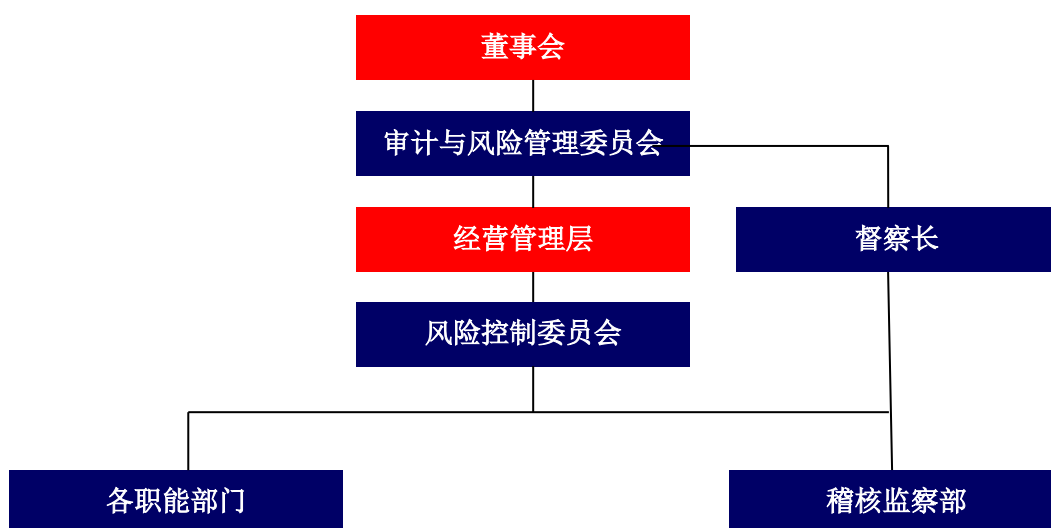 董事会
审计与风险管理委员会
经营管理层
督察长
风险控制委员会
各职能部门
稽核监察部